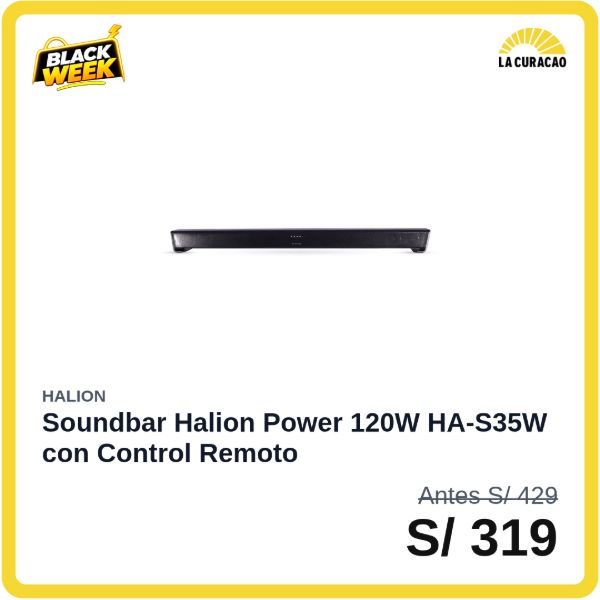 BLACK
WEEK
LA CURACAO
HALION
Soundbar Halion Power 120W HA-S35W
con Control Remoto
Antes S/ 429
S/ 319